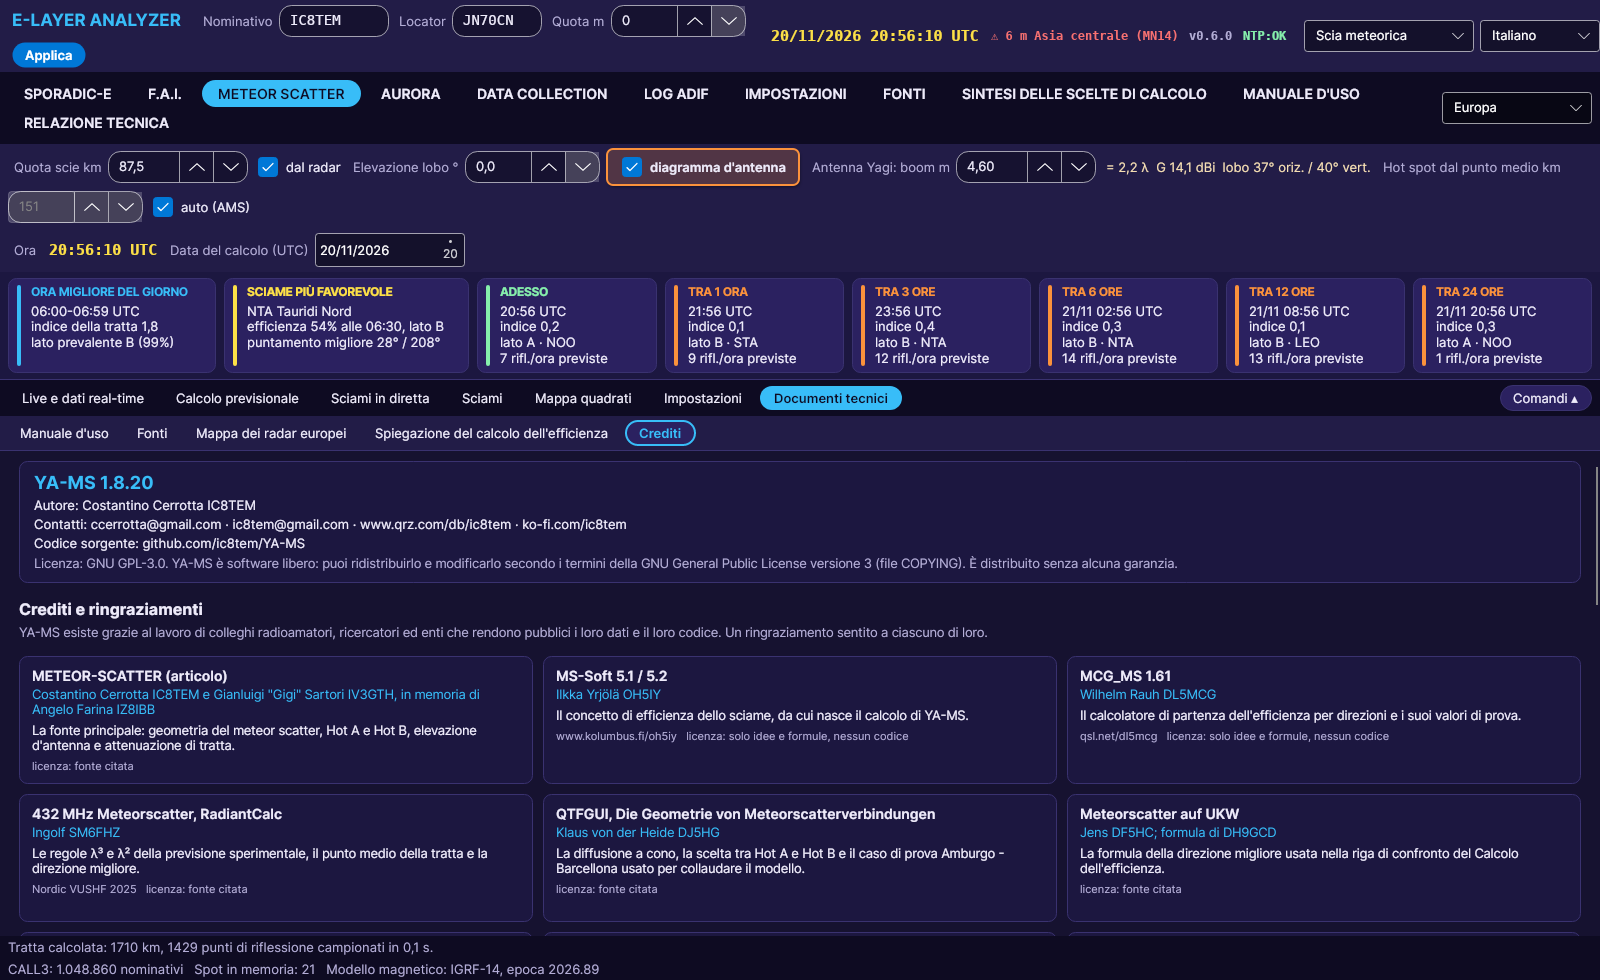 E-LAYER ANALYZER
Nominativo IC8TEM Locator JN70CN Quota m 0
20/11/2026 20:56:10 UTC ⚠ 6 m Asia centrale (MN14) v0.6.0 NTP:OK
Scia meteorica
Italiano
Applica
SPORADIC-E F.A.I. METEOR SCATTER AURORA DATA COLLECTION LOG ADIF IMPOSTAZIONI FONTI SINTESI DELLE SCELTE DI CALCOLO MANUALE D'USO
RELAZIONE TECNICA
Europa
Quota scie km 87,5 dal radar Elevazione lobo ° 0,0 diagramma d'antenna Antenna Yagi: boom m 4,60 = 2,2 λ G 14,1 dBi lobo 37° oriz. / 40° vert. Hot spot dal punto medio km
151 auto (AMS)
Ora 20:56:10 UTC Data del calcolo (UTC) 20/11/2026 20
ORA MIGLIORE DEL GIORNO
06:00-06:59 UTC
indice della tratta 1,8
lato prevalente B (99%)
SCIAME PIÙ FAVOREVOLE
NTA Tauridi Nord
efficienza 54% alle 06:30, lato B
puntamento migliore 28° / 208°
ADESSO
20:56 UTC
indice 0,2
lato A · NOO
7 rifl./ora previste
TRA 1 ORA
21:56 UTC
indice 0,1
lato B · STA
9 rifl./ora previste
TRA 3 ORE
23:56 UTC
indice 0,4
lato B · NTA
12 rifl./ora previste
TRA 6 ORE
21/11 02:56 UTC
indice 0,3
lato B · NTA
14 rifl./ora previste
TRA 12 ORE
21/11 08:56 UTC
indice 0,1
lato B · LEO
13 rifl./ora previste
TRA 24 ORE
21/11 20:56 UTC
indice 0,3
lato A · NOO
1 rifl./ora previste
Live e dati real-time Calcolo previsionale Sciami in diretta Sciami Mappa quadrati Impostazioni Documenti tecnici Comandi ▴
Manuale d'uso Fonti Mappa dei radar europei Spiegazione del calcolo dell'efficienza Crediti
YA-MS 1.8.20
Autore: Costantino Cerrotta IC8TEM
Contatti: ccerrotta@gmail.com · ic8tem@gmail.com · www.qrz.com/db/ic8tem · ko-fi.com/ic8tem
Codice sorgente: github.com/ic8tem/YA-MS
Licenza: GNU GPL-3.0. YA-MS è software libero: puoi ridistribuirlo e modificarlo secondo i termini della GNU General Public License versione 3 (file COPYING). È distribuito senza alcuna garanzia.
Crediti e ringraziamenti
YA-MS esiste grazie al lavoro di colleghi radioamatori, ricercatori ed enti che rendono pubblici i loro dati e il loro codice. Un ringraziamento sentito a ciascuno di loro.
METEOR-SCATTER (articolo)
Costantino Cerrotta IC8TEM e Gianluigi "Gigi" Sartori IV3GTH, in memoria di
Angelo Farina IZ8IBB
La fonte principale: geometria del meteor scatter, Hot A e Hot B, elevazione
d'antenna e attenuazione di tratta.
licenza: fonte citata
MS-Soft 5.1 / 5.2
Ilkka Yrjölä OH5IY
Il concetto di efficienza dello sciame, da cui nasce il calcolo di YA-MS.
www.kolumbus.fi/oh5iy licenza: solo idee e formule, nessun codice
MCG_MS 1.61
Wilhelm Rauh DL5MCG
Il calcolatore di partenza dell'efficienza per direzioni e i suoi valori di prova.
qsl.net/dl5mcg licenza: solo idee e formule, nessun codice
432 MHz Meteorscatter, RadiantCalc
Ingolf SM6FHZ
Le regole λ³ e λ² della previsione sperimentale, il punto medio della tratta e la
direzione migliore.
Nordic VUSHF 2025 licenza: fonte citata
QTFGUI, Die Geometrie von Meteorscatterverbindungen
Klaus von der Heide DJ5HG
La diffusione a cono, la scelta tra Hot A e Hot B e il caso di prova Amburgo -
Barcellona usato per collaudare il modello.
licenza: fonte citata
Meteorscatter auf UKW
Jens DF5HC; formula di DH9GCD
La formula della direzione migliore usata nella riga di confronto del Calcolo
dell'efficienza.
licenza: fonte citata
Tratta calcolata: 1710 km, 1429 punti di riflessione campionati in 0,1 s.
CALL3: 1.048.860 nominativi Spot in memoria: 21 Modello magnetico: IGRF-14, epoca 2026.89